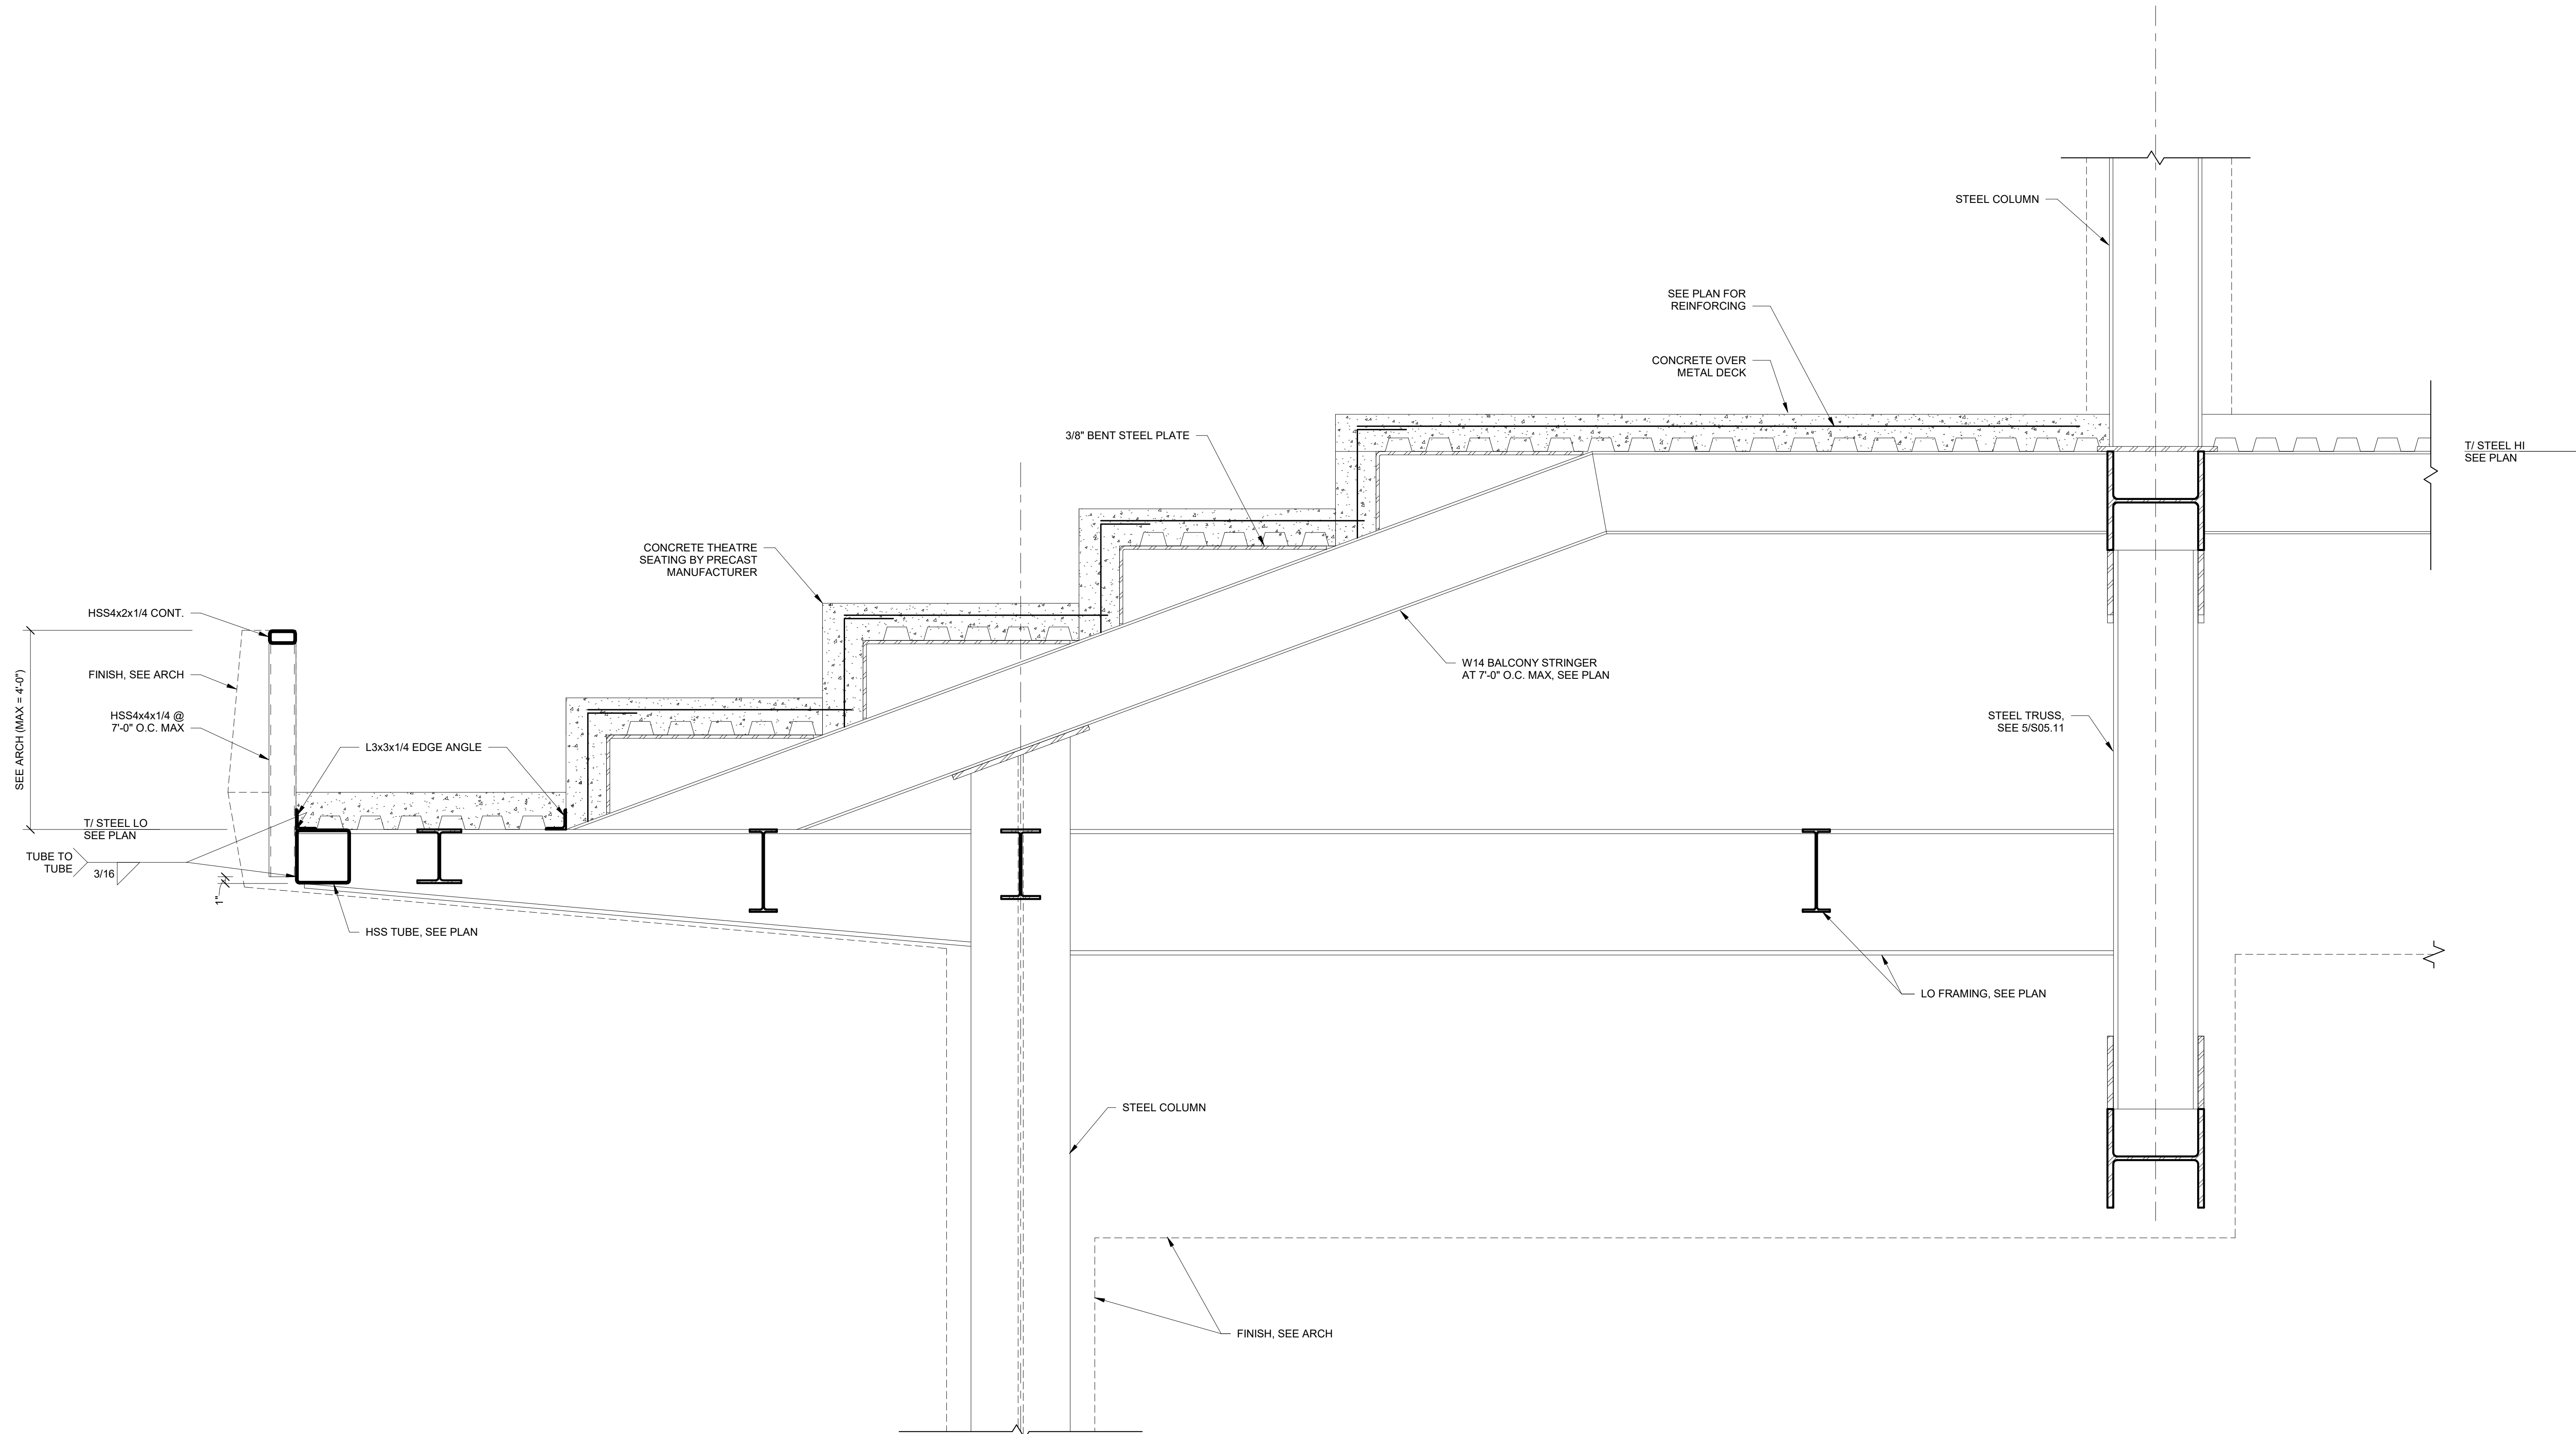 STEEL COLUMN
SEE PLAN FOR
REINFORCING
CONCRETE OVER
METAL DECK
3/8" BENT STEEL PLATE
T/ STEEL HI
SEE PLAN
CONCRETE THEATRE
SEATING BY PRECAST
MANUFACTURER
HSS4x2x1/4 CONT.
FINISH, SEE ARCH
HSS4x4x1/4 @
7'-0" O.C. MAX
SEE ARCH (MAX = 4'-0")
L3x3x1/4 EDGE ANGLE
W14 BALCONY STRINGER
AT 7'-0" O.C. MAX, SEE PLAN
STEEL TRUSS,
SEE 5/S05.11
T/ STEEL LO
SEE PLAN
TUBE TO
TUBE
3/16
1"
HSS TUBE, SEE PLAN
LO FRAMING, SEE PLAN
STEEL COLUMN
FINISH, SEE ARCH